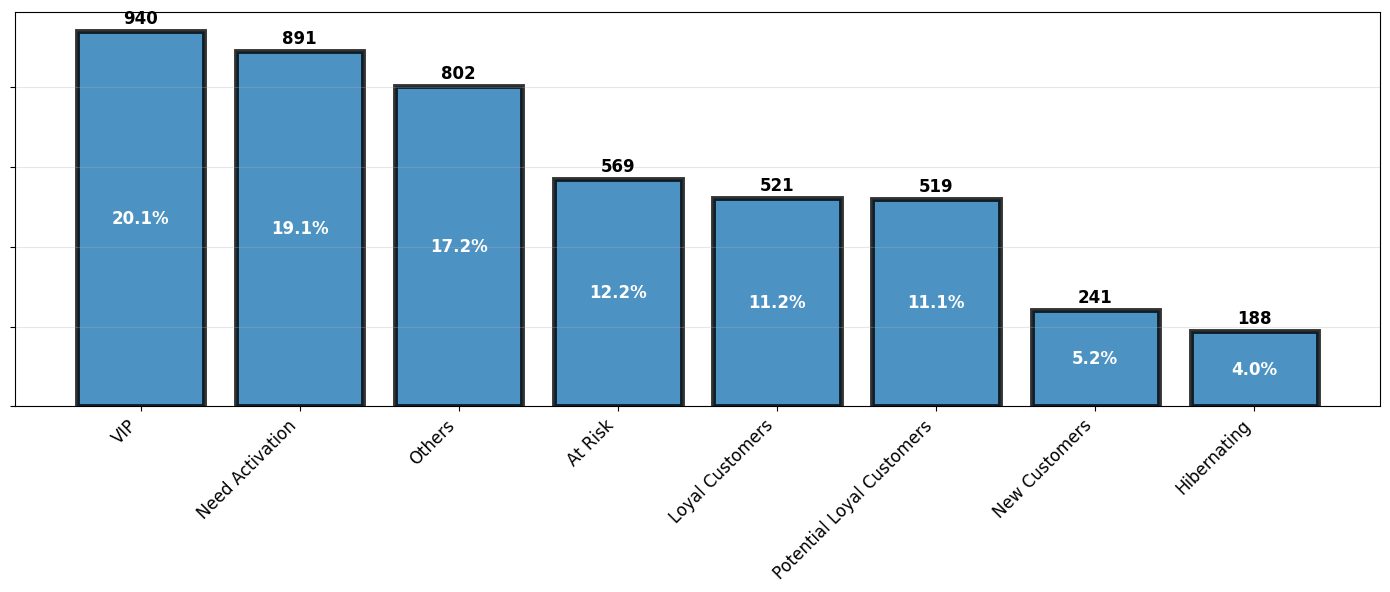 940
891
802
569
521
519
241
188
20.1%
19.1%
17.2%
12.2%
11.2%
11.1%
5.2%
4.0%
VIP
Need Activation
Others
At Risk
Loyal Customers
Potential Loyal Customers
New Customers
Hibernating